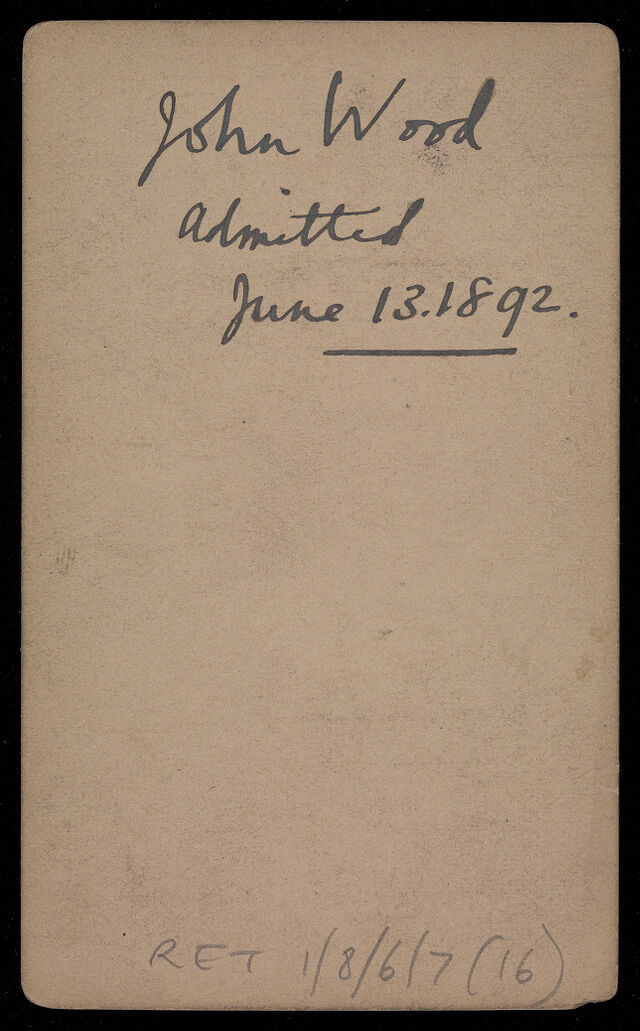 John Wood
admitted
June 13.1892.
RET 1/8/6/7 (16)